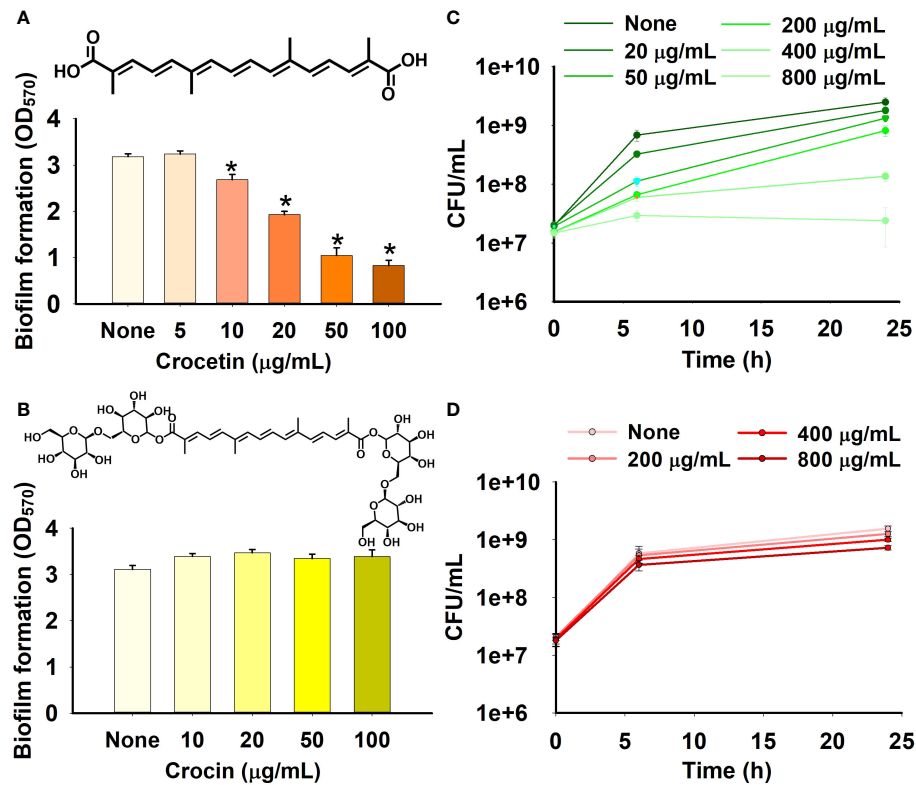 A
O
OH
HO
O
Biofilm formation (OD570)
4
3
2
1
0
* * * *
None 5 10 20 50 100
Crocetin (µg/mL)
B
OH OH
HO OH O
HO O O O
O O O
HO OH
OH
O O OH
O OH
OH
O
O OH
OH
O OH
OH OH
Biofilm formation (OD570)
4
3
2
1
0
None 10 20 50 100
Crocin (µg/mL)
C
None 200 µg/mL
20 µg/mL 400 µg/mL
50 µg/mL 800 µg/mL
CFU/mL
1e+10
1e+9
1e+8
1e+7
1e+6
0 5 10 15 20 25
Time (h)
D
None 400 µg/mL
200 µg/mL 800 µg/mL
CFU/mL
1e+10
1e+9
1e+8
1e+7
1e+6
0 5 10 15 20 25
Time (h)